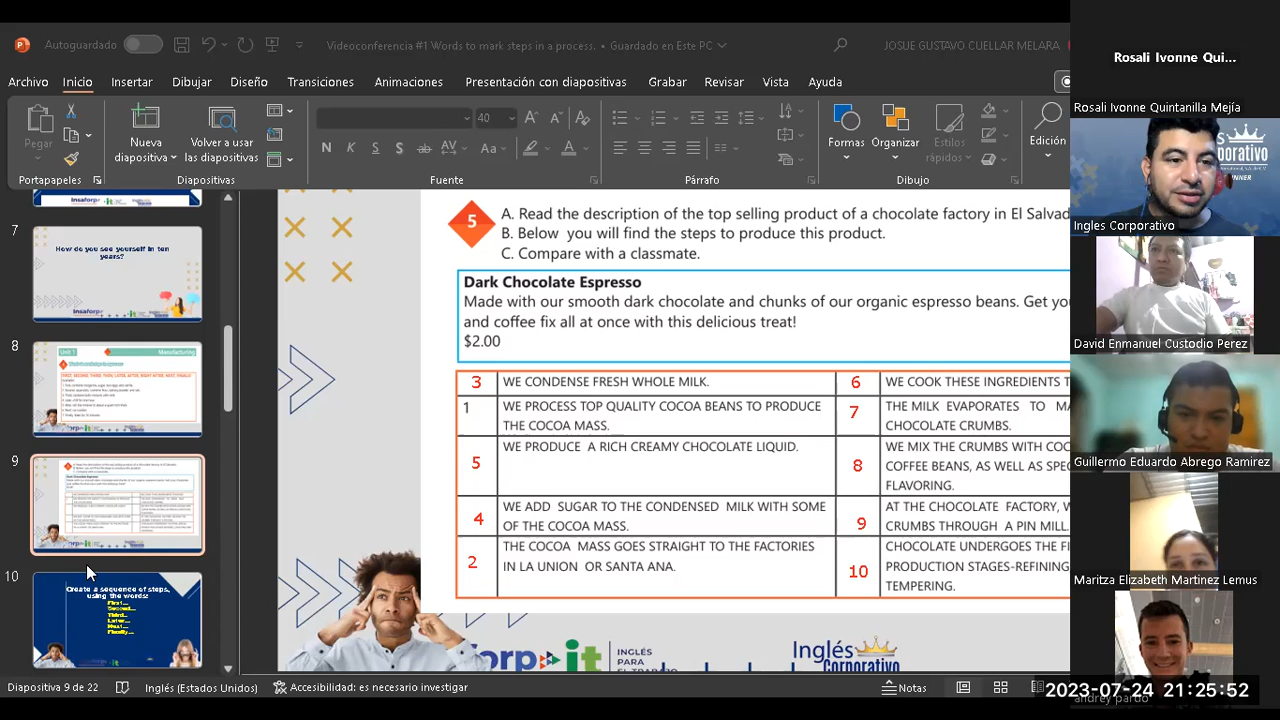 Autoguardado
Videoconferencia #1 Words to mark steps in a process. • Guardado en Este PC
JOSUE GUSTAVO CUELLAR MELARA
Archivo Inicio Insertar Dibujar Diseño Transiciones Animaciones Presentación con diapositivas Grabar Revisar Vista Ayuda
Pegar
Nueva diapositiva
Volver a usar las diapositivas
40
N K S S ab AV Aa A
Formas Organizar Estilos rápidos Edición
Portapapeles Diapositivas Fuente Párrafo Dibujo
7
How do you see yourself in ten years?
8
Unit 1 Manufacturing
9
10
Create a sequence of steps, using the words:
First...
Second...
Third...
Later...
Next...
Finally...
5
A. Read the description of the top selling product of a chocolate factory in El Salvad
B. Below you will find the steps to produce this product.
C. Compare with a classmate.
Dark Chocolate Espresso
Made with our smooth dark chocolate and chunks of our organic espresso beans. Get yo
and coffee fix all at once with this delicious treat!
$2.00
3 WE CONDENSE FRESH WHOLE MILK.
1 WE PROCESS TOP QUALITY COCOA BEANS TO PRODUCE
THE COCOA MASS.
5 WE PRODUCE A RICH CREAMY CHOCOLATE LIQUID.
4 WE ADD SUGAR TO THE CONDENSED MILK WITH SOME
OF THE COCOA MASS.
2 THE COCOA MASS GOES STRAIGHT TO THE FACTORIES
IN LA UNION OR SANTA ANA.
6 WE COOK THESE INGREDIENTS T
7 THE MILK EVAPORATES TO MA
CHOCOLATE CRUMBS.
8 WE MIX THE CRUMBS WITH COC
COFFEE BEANS, AS WELL AS SPEC
FLAVORING.
9 AT THE CHOCOLATE FACTORY, W
CRUMBS THROUGH A PIN MILL.
10 CHOCOLATE UNDERGOES THE FI
PRODUCTION STAGES-REFINING
TEMPERING.
orp it
INGLÉS
PARA
EL TRABAJO
Inglés
Corporativo
Diapositiva 9 de 22
Inglés (Estados Unidos)
Accesibilidad: es necesario investigar
Notas
Rosali Ivonne Qui...
Rosali Ivonne Quintanilla Mejía
Ingles Corporativo
David Enmanuel Custodio Perez
Guillermo Eduardo Abrego Ramirez
Maritza Elizabeth Martinez Lemus
andrey pardo
2023-07-24 21:25:52